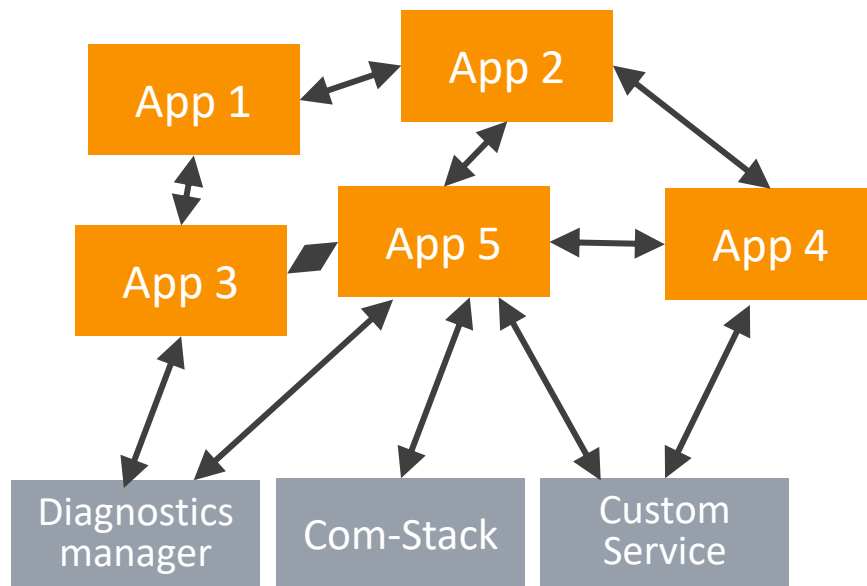 App 1
App 2
App 3
App 5
App 4
Diagnostics
manager
Com-Stack
Custom
Service